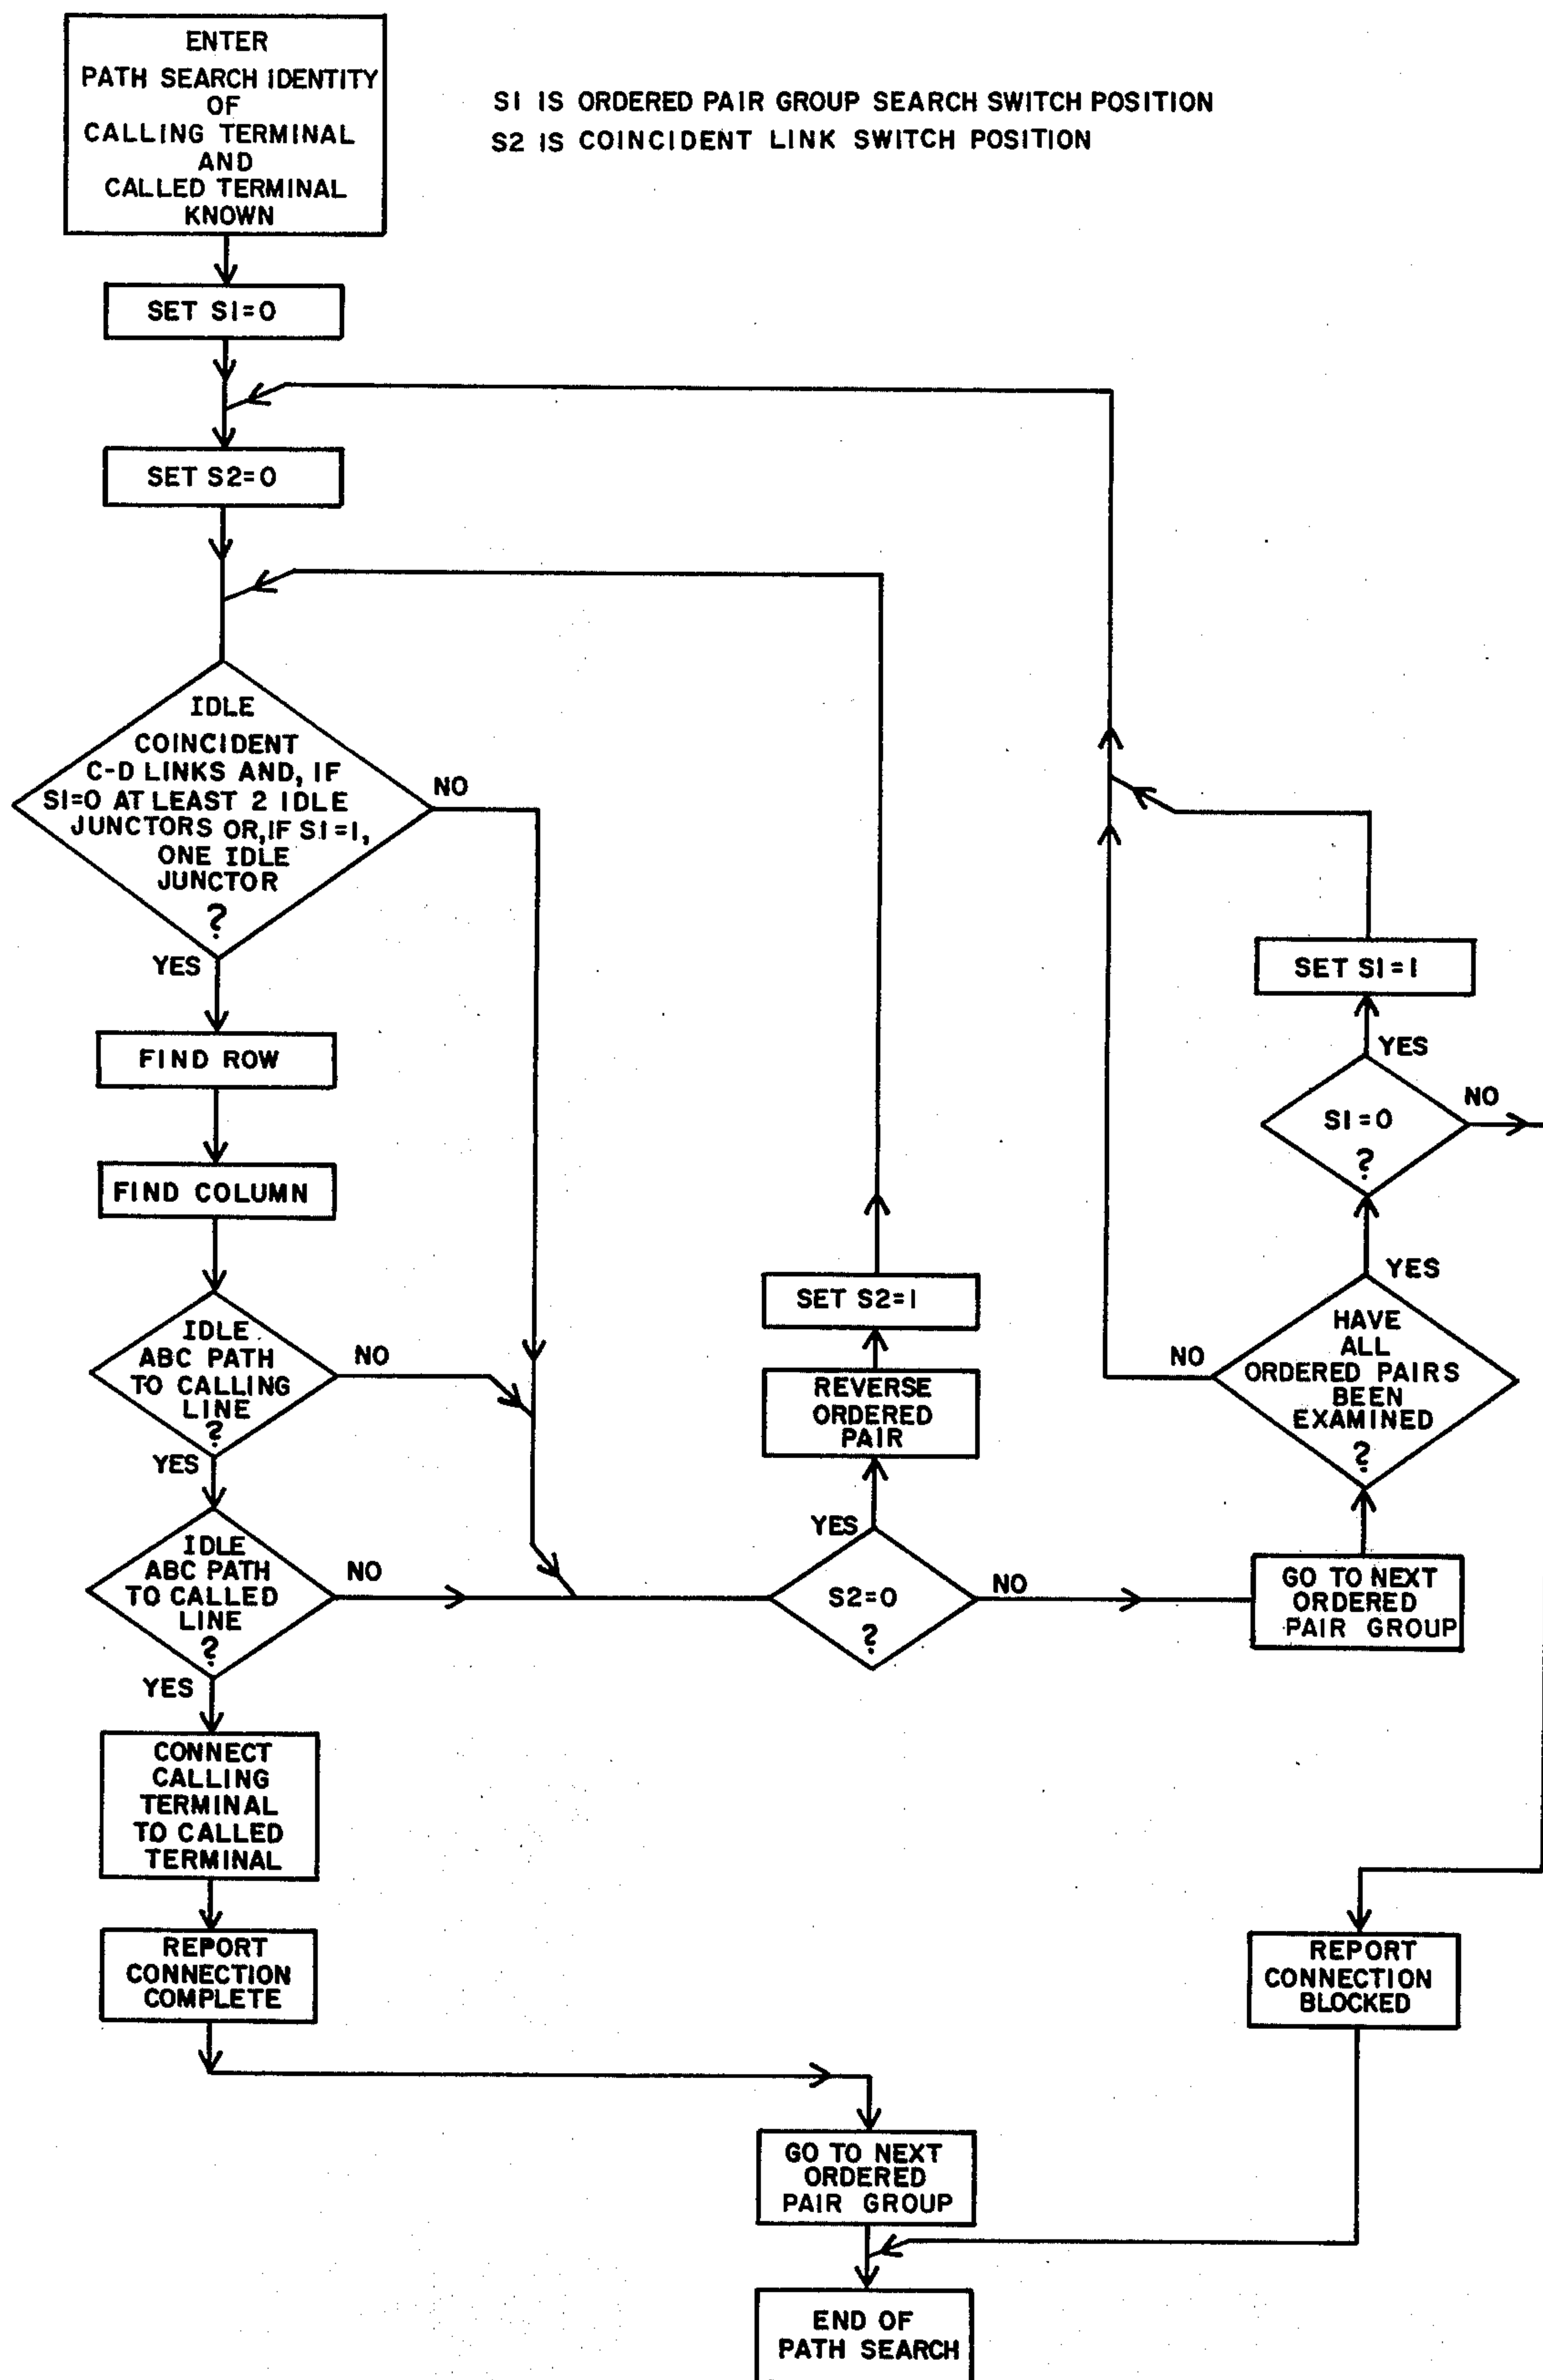 ENTER
PATH SEARCH IDENTITY
OF
CALLING TERMINAL
AND
CALLED TERMINAL
KNOWN
S1 IS ORDERED PAIR GROUP SEARCH SWITCH POSITION
S2 IS COINCIDENT LINK SWITCH POSITION
SET S1=0
SET S2=0
IDLE
COINCIDENT
C-D LINKS AND, IF
S1=0 AT LEAST 2 IDLE
JUNCTORS OR, IF S1=1,
ONE IDLE
JUNCTOR
?
NO
YES
FIND ROW
FIND COLUMN
IDLE
ABC PATH
TO CALLING
LINE
?
NO
YES
IDLE
ABC PATH
TO CALLED
LINE
?
NO
YES
CONNECT
CALLING
TERMINAL
TO CALLED
TERMINAL
REPORT
CONNECTION
COMPLETE
SET S2=1
REVERSE
ORDERED
PAIR
YES
S2=0
?
NO
SET S1=1
YES
S1=0
?
NO
YES
HAVE
ALL
ORDERED PAIRS
BEEN
EXAMINED
?
NO
GO TO NEXT
ORDERED
PAIR GROUP
REPORT
CONNECTION
BLOCKED
GO TO NEXT
ORDERED
PAIR GROUP
END OF
PATH SEARCH